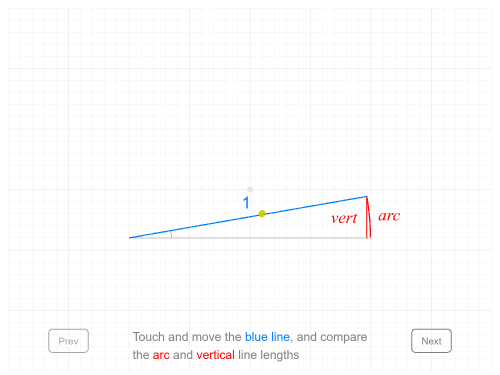 1
vert arc
Prev
Touch and move the blue line, and compare
the arc and vertical line lengths
Next